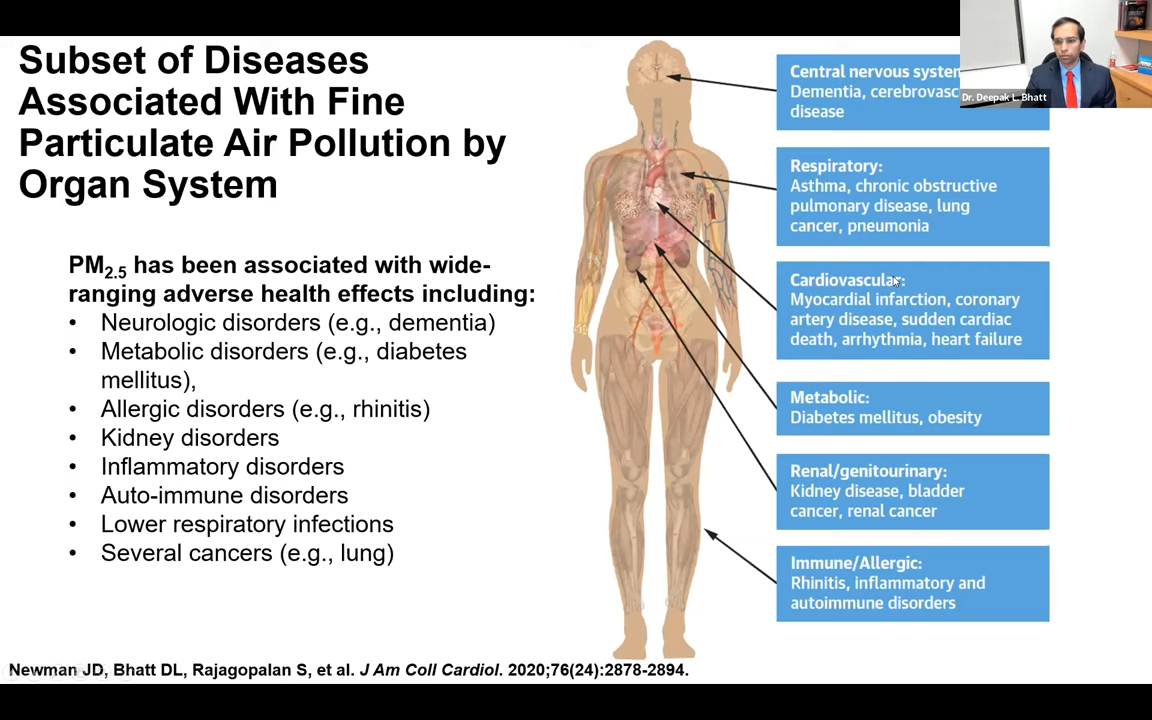 Subset of Diseases
Associated With Fine
Particulate Air Pollution by
Organ System
PM2.5 has been associated with wide-
ranging adverse health effects including:
• Neurologic disorders (e.g., dementia)
• Metabolic disorders (e.g., diabetes
mellitus),
• Allergic disorders (e.g., rhinitis)
• Kidney disorders
• Inflammatory disorders
• Auto-immune disorders
• Lower respiratory infections
• Several cancers (e.g., lung)
Central nervous system
Dementia, cerebrovasc
disease
Dr. Deepak L. Bhatt
Respiratory:
Asthma, chronic obstructive
pulmonary disease, lung
cancer, pneumonia
Cardiovascular:
Myocardial infarction, coronary
artery disease, sudden cardiac
death, arrhythmia, heart failure
Metabolic:
Diabetes mellitus, obesity
Renal/genitourinary:
Kidney disease, bladder
cancer, renal cancer
Immune/Allergic:
Rhinitis, inflammatory and
autoimmune disorders
Newman JD, Bhatt DL, Rajagopalan S, et al. J Am Coll Cardiol. 2020;76(24):2878-2894.